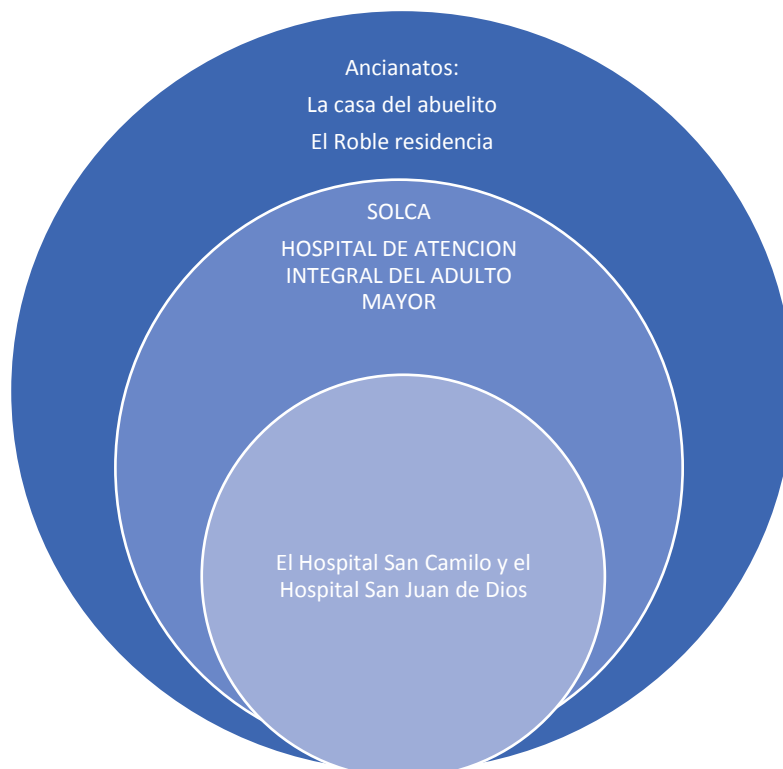 Ancianatos:
La casa del abuelito
El Roble residencia
SOLCA
HOSPITAL DE ATENCION
INTEGRAL DEL ADULTO
MAYOR
El Hospital San Camilo y el
Hospital San Juan de Dios